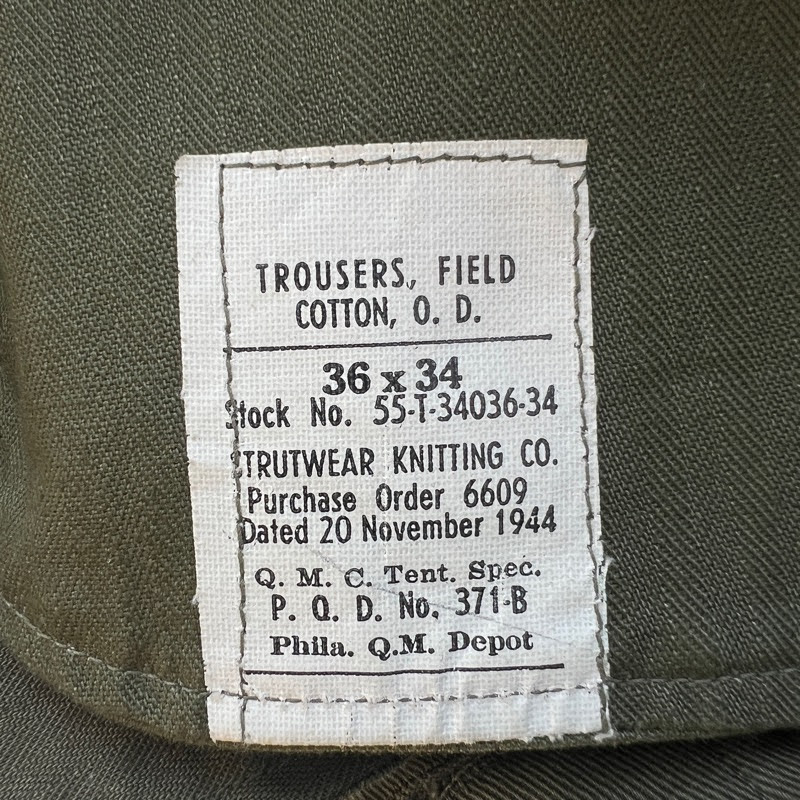 TROUSERS, FIELD
COTTON, O. D.
36 x 34
Stock No. 55-T-34036-34
STRUTWEAR KNITTING CO.
Purchase Order 6609
Dated 20 November 1944
Q. M. C. Tent. Spec.
P. Q. D. No. 371-B
Phila. Q.M. Depot